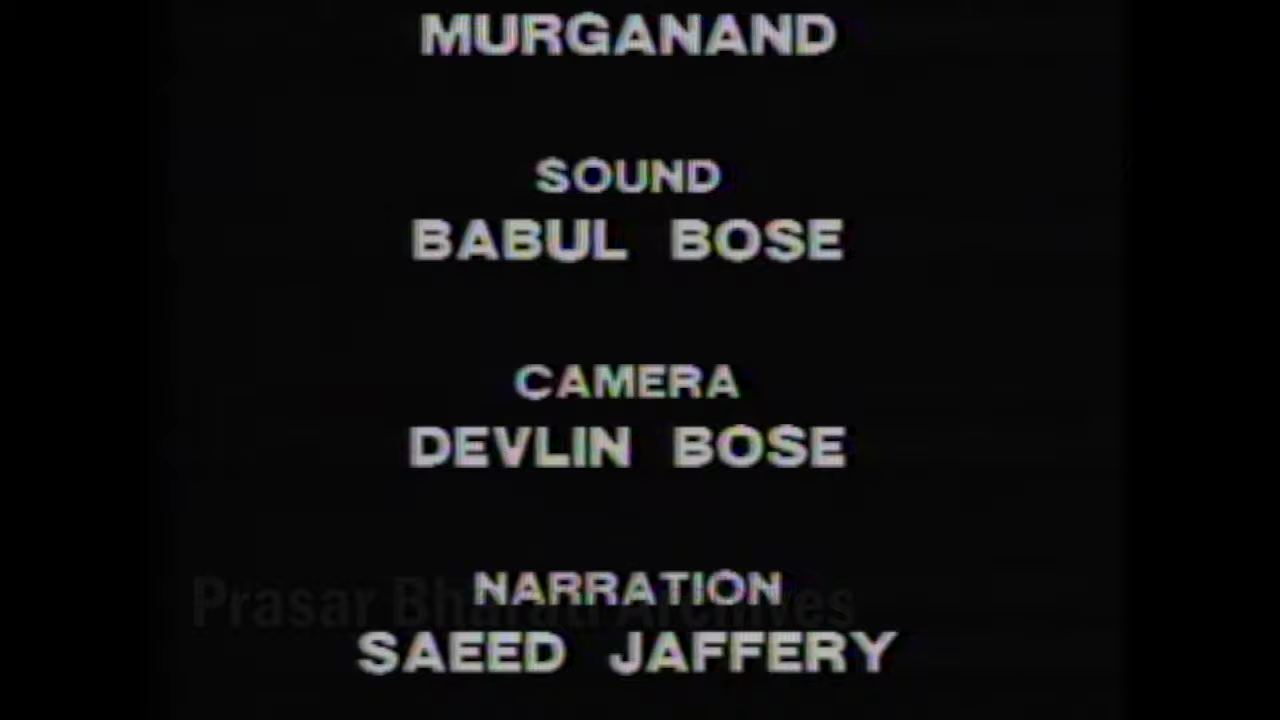 MURGANAND
SOUND
BABUL BOSE
CAMERA
DEVLIN BOSE
NARRATION
Prasar Bharati Archives
SAEED JAFFERY